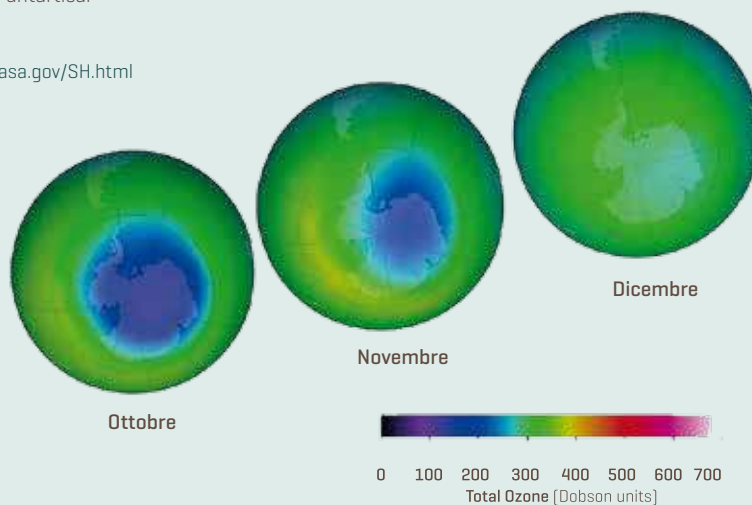 asa.gov/SH.html
Dicembre
Novembre
Ottobre
0 100 200 300 400 500 600 700
Total Ozone (Dobson units)